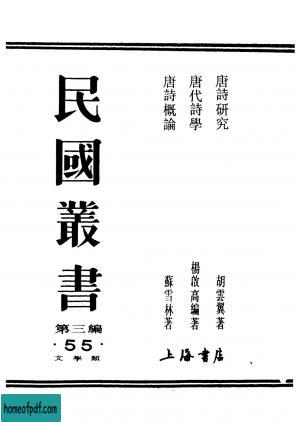 唐詩研究
胡雲翼著
唐代詩學
楊啟高編著
唐詩概論
蘇雪林著
民國叢書
第三編
·55·
文學類
上海書店
homeofpdf.com